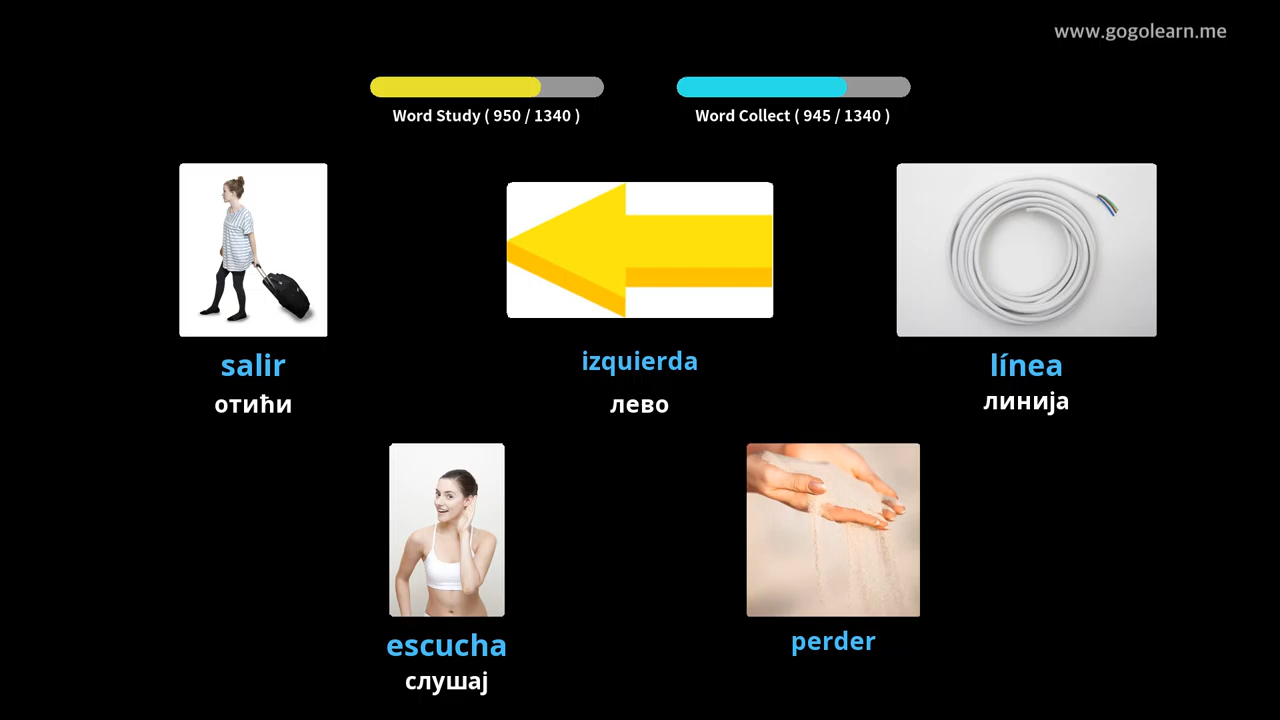 www.gogolearn.me
Word Study ( 950 / 1340 )
Word Collect ( 945 / 1340 )
salir
izquierda
línea
отићи
лево
линија
escucha
perder
слушај